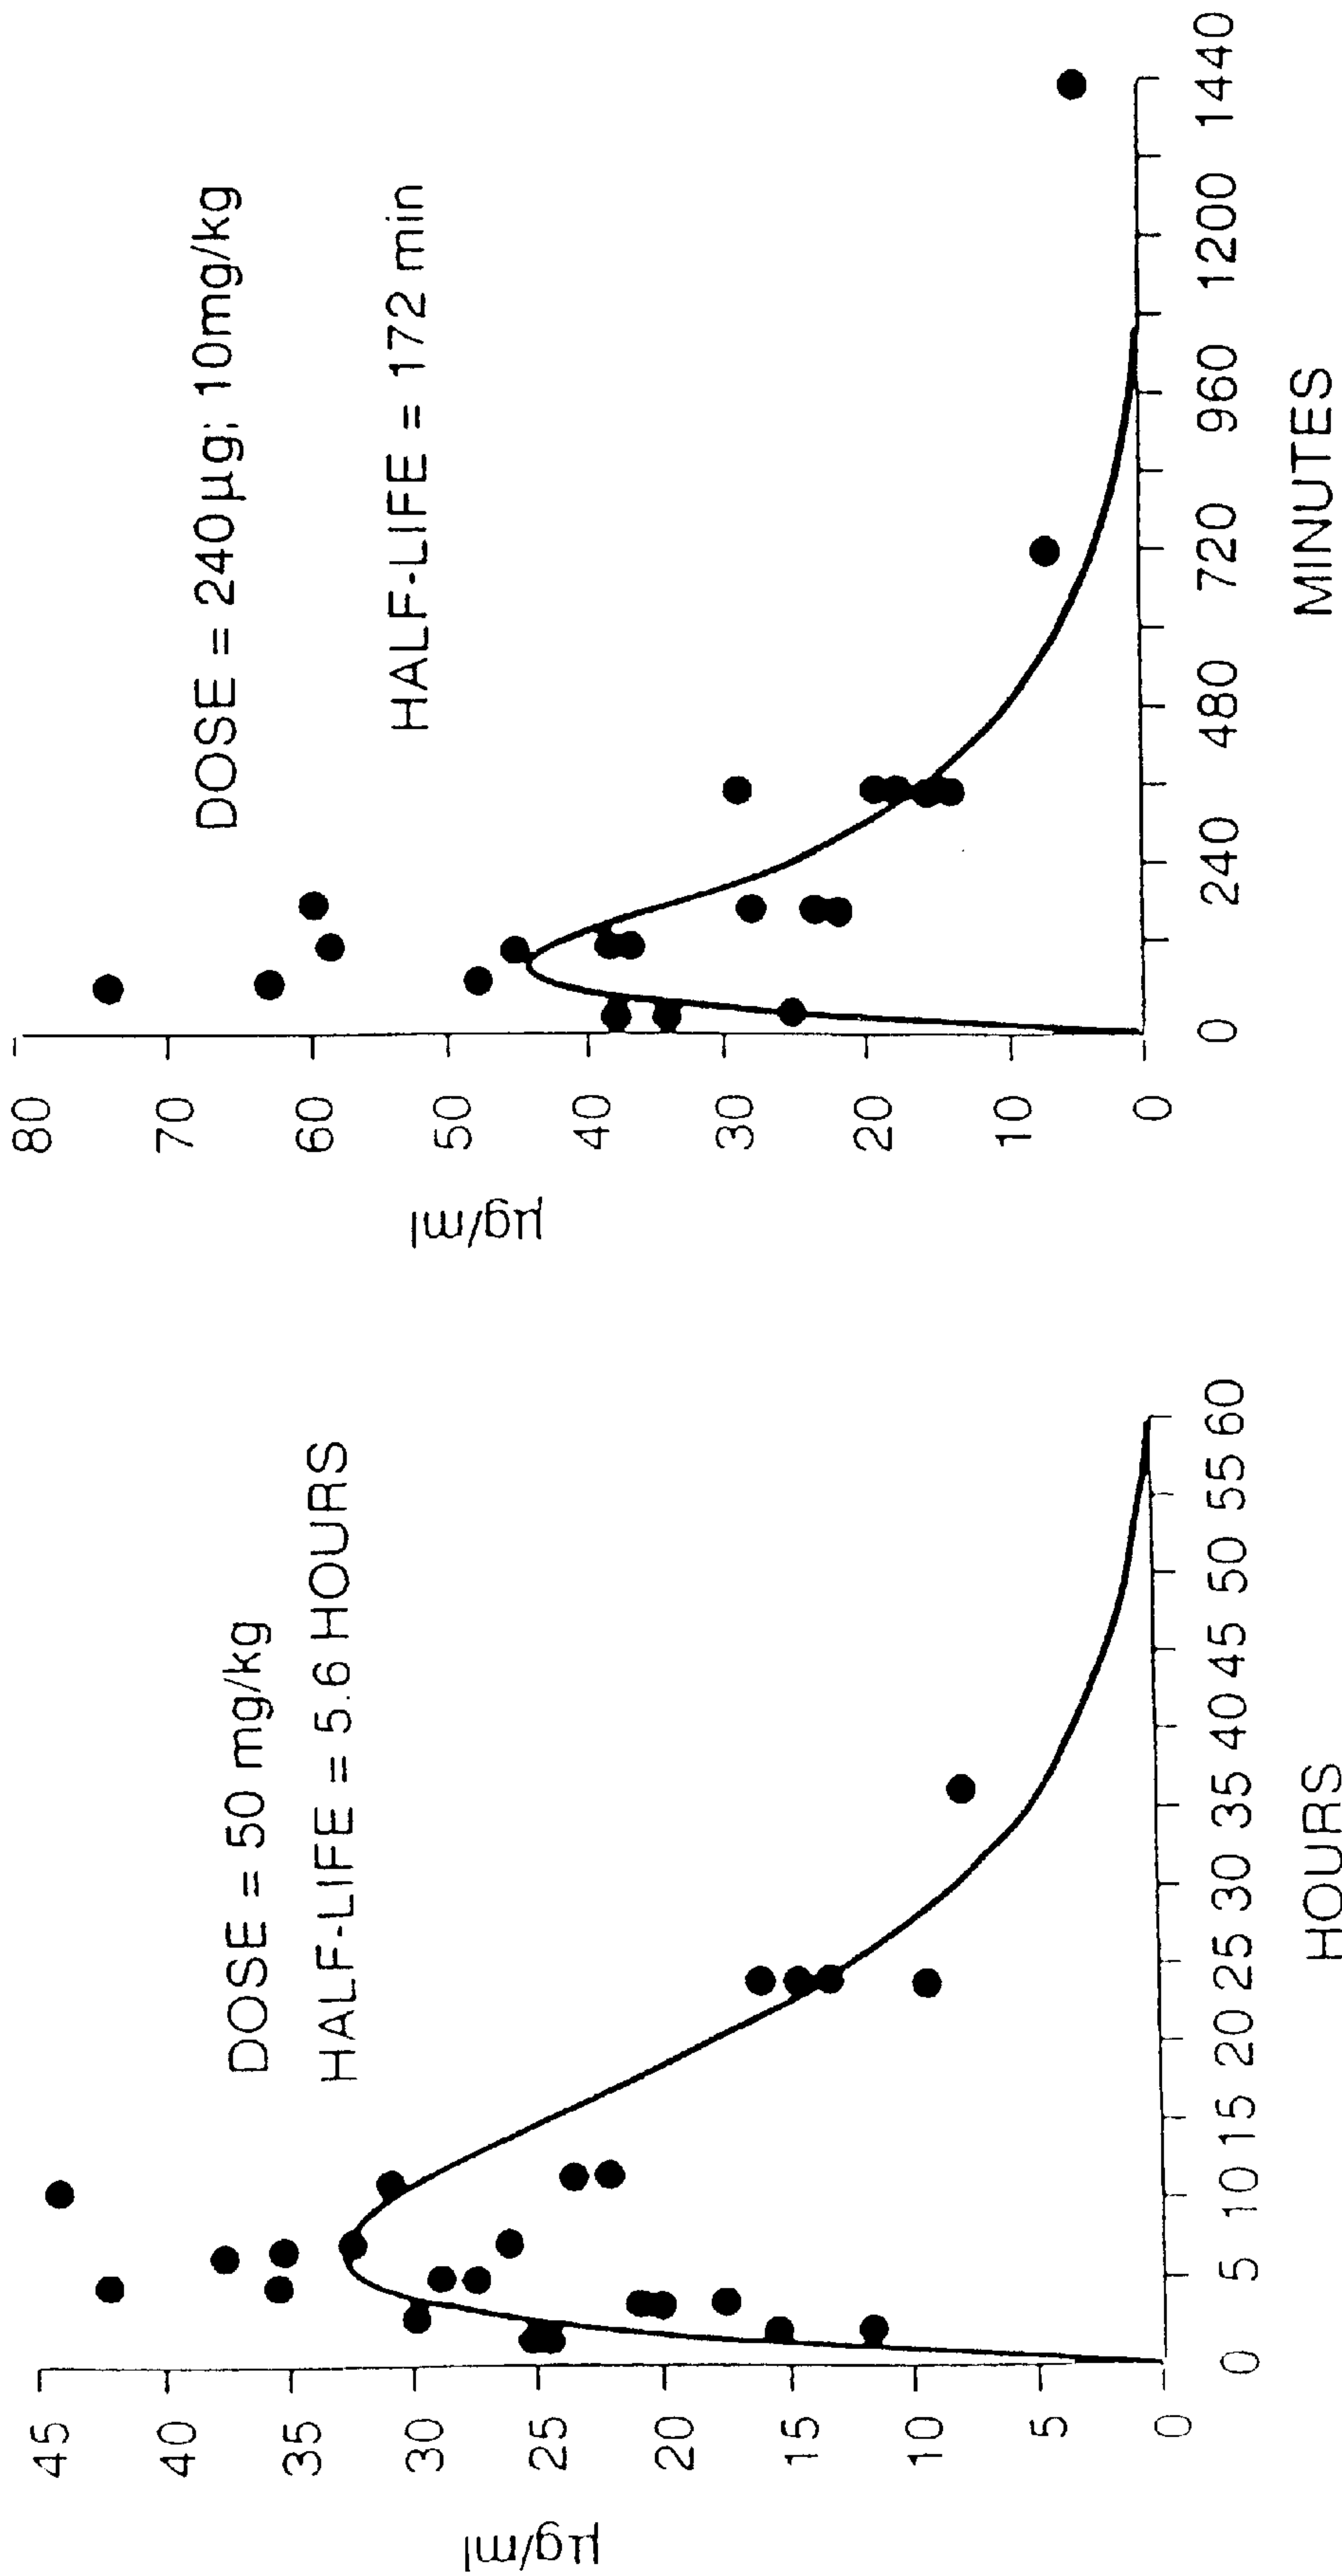 45
40
35
30
25
20
15
10
5
0
µg/ml
DOSE = 50 mg/kg
HALF-LIFE = 5.6 HOURS
0 5 10 15 20 25 30 35 40 45 50 55 60
HOURS
80
70
60
50
40
30
20
10
0
µg/ml
DOSE = 240 µg; 10mg/kg
HALF-LIFE = 172 min
0 240 480 720 960 1200 1440
MINUTES